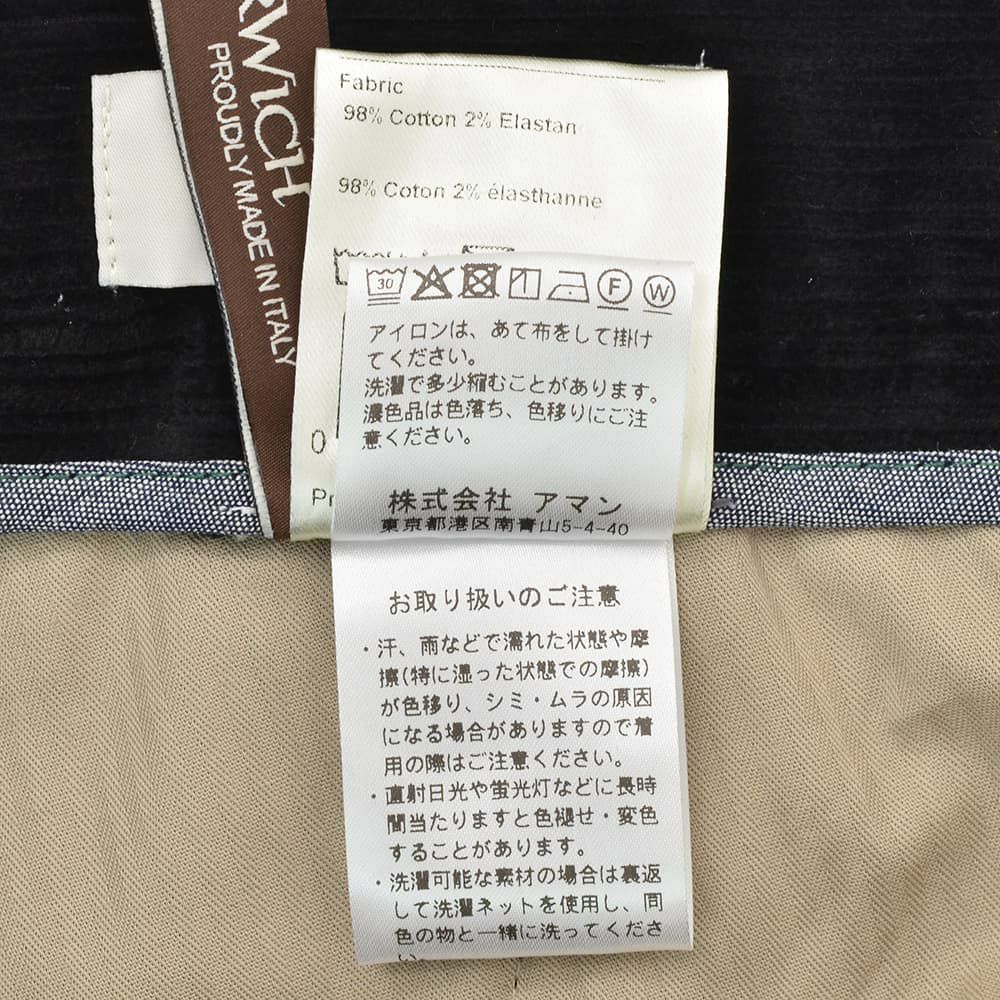 RWICH
PROUDLY MADE IN ITALY
Fabric
98% Cotton 2% Elastan
98% Coton 2% élasthanne
30
F
W
アイロンは、あて布をして掛け
てください。
洗濯で多少縮むことがあります。
濃色品は色落ち、色移りにご注
意ください。
0
Pr
株式会社 アマン
東京都港区南青山5-4-40
お取り扱いのご注意
・汗、雨などで濡れた状態や摩
擦(特に湿った状態での摩擦)
が色移り、シミ・ムラの原因
になる場合がありますので着
用の際はご注意ください。
・直射日光や蛍光灯などに長時
間当たりますと色褪せ・変色
することがあります。
・洗濯可能な素材の場合は裏返
して洗濯ネットを使用し、同
色の物と一緒に洗ってくださ
い。